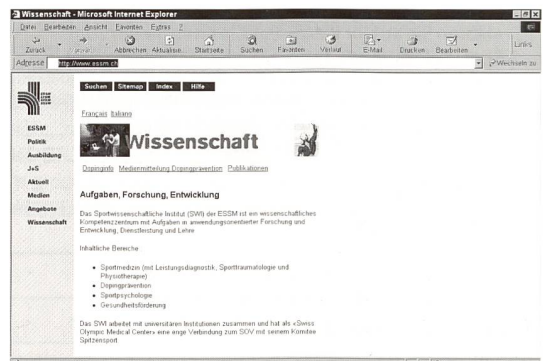 Wissenschaft - Microsoft Internet Explorer
Datei Bearbeiten Ansicht Favoriten Extras ?
Zurück Abbrechen Aktualisie... Startseite Suchen Favoriten Verlauf E-Mail Drucken Bearbeiten Links
Adresse http://www.essm.ch Wechseln zu
Suchen Sitemap Index Hilfe
Français Italiano
ESSM
Politik
Ausbildung
J+S
Aktuell
Medien
Angebote
Wissenschaft
Wissenschaft
Dopinginfo Medienmitteilung Dopingprävention Publikationen
Aufgaben, Forschung, Entwicklung
Das Sportwissenschaftliche Institut (SWI) der ESSM ist ein wissenschaftliches
Kompetenzzentrum mit Aufgaben in anwendungsorientierter Forschung und
Entwicklung, Dienstleistung und Lehre
Inhaltliche Bereiche
• Sportmedizin (mit Leistungsdiagnostik, Sporttraumatologie und
Physiotherapie)
• Dopingprävention
• Sportpsychologie
• Gesundheitsförderung
Das SWI arbeitet mit universitären Institutionen zusammen und hat als «Swiss
Olympic Medical Center» eine enge Verbindung zum SOV mit seinem Komitee
Spitzensport